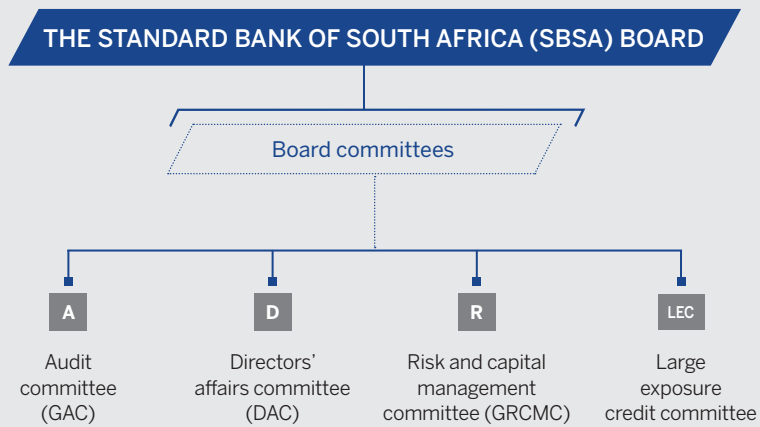 THE STANDARD BANK OF SOUTH AFRICA (SBSA) BOARD
Board committees
A
Audit
committee
(GAC)
D
Directors’
affairs committee
(DAC)
R
Risk and capital
management
committee (GRCMC)
LEC
Large
exposure
credit committee